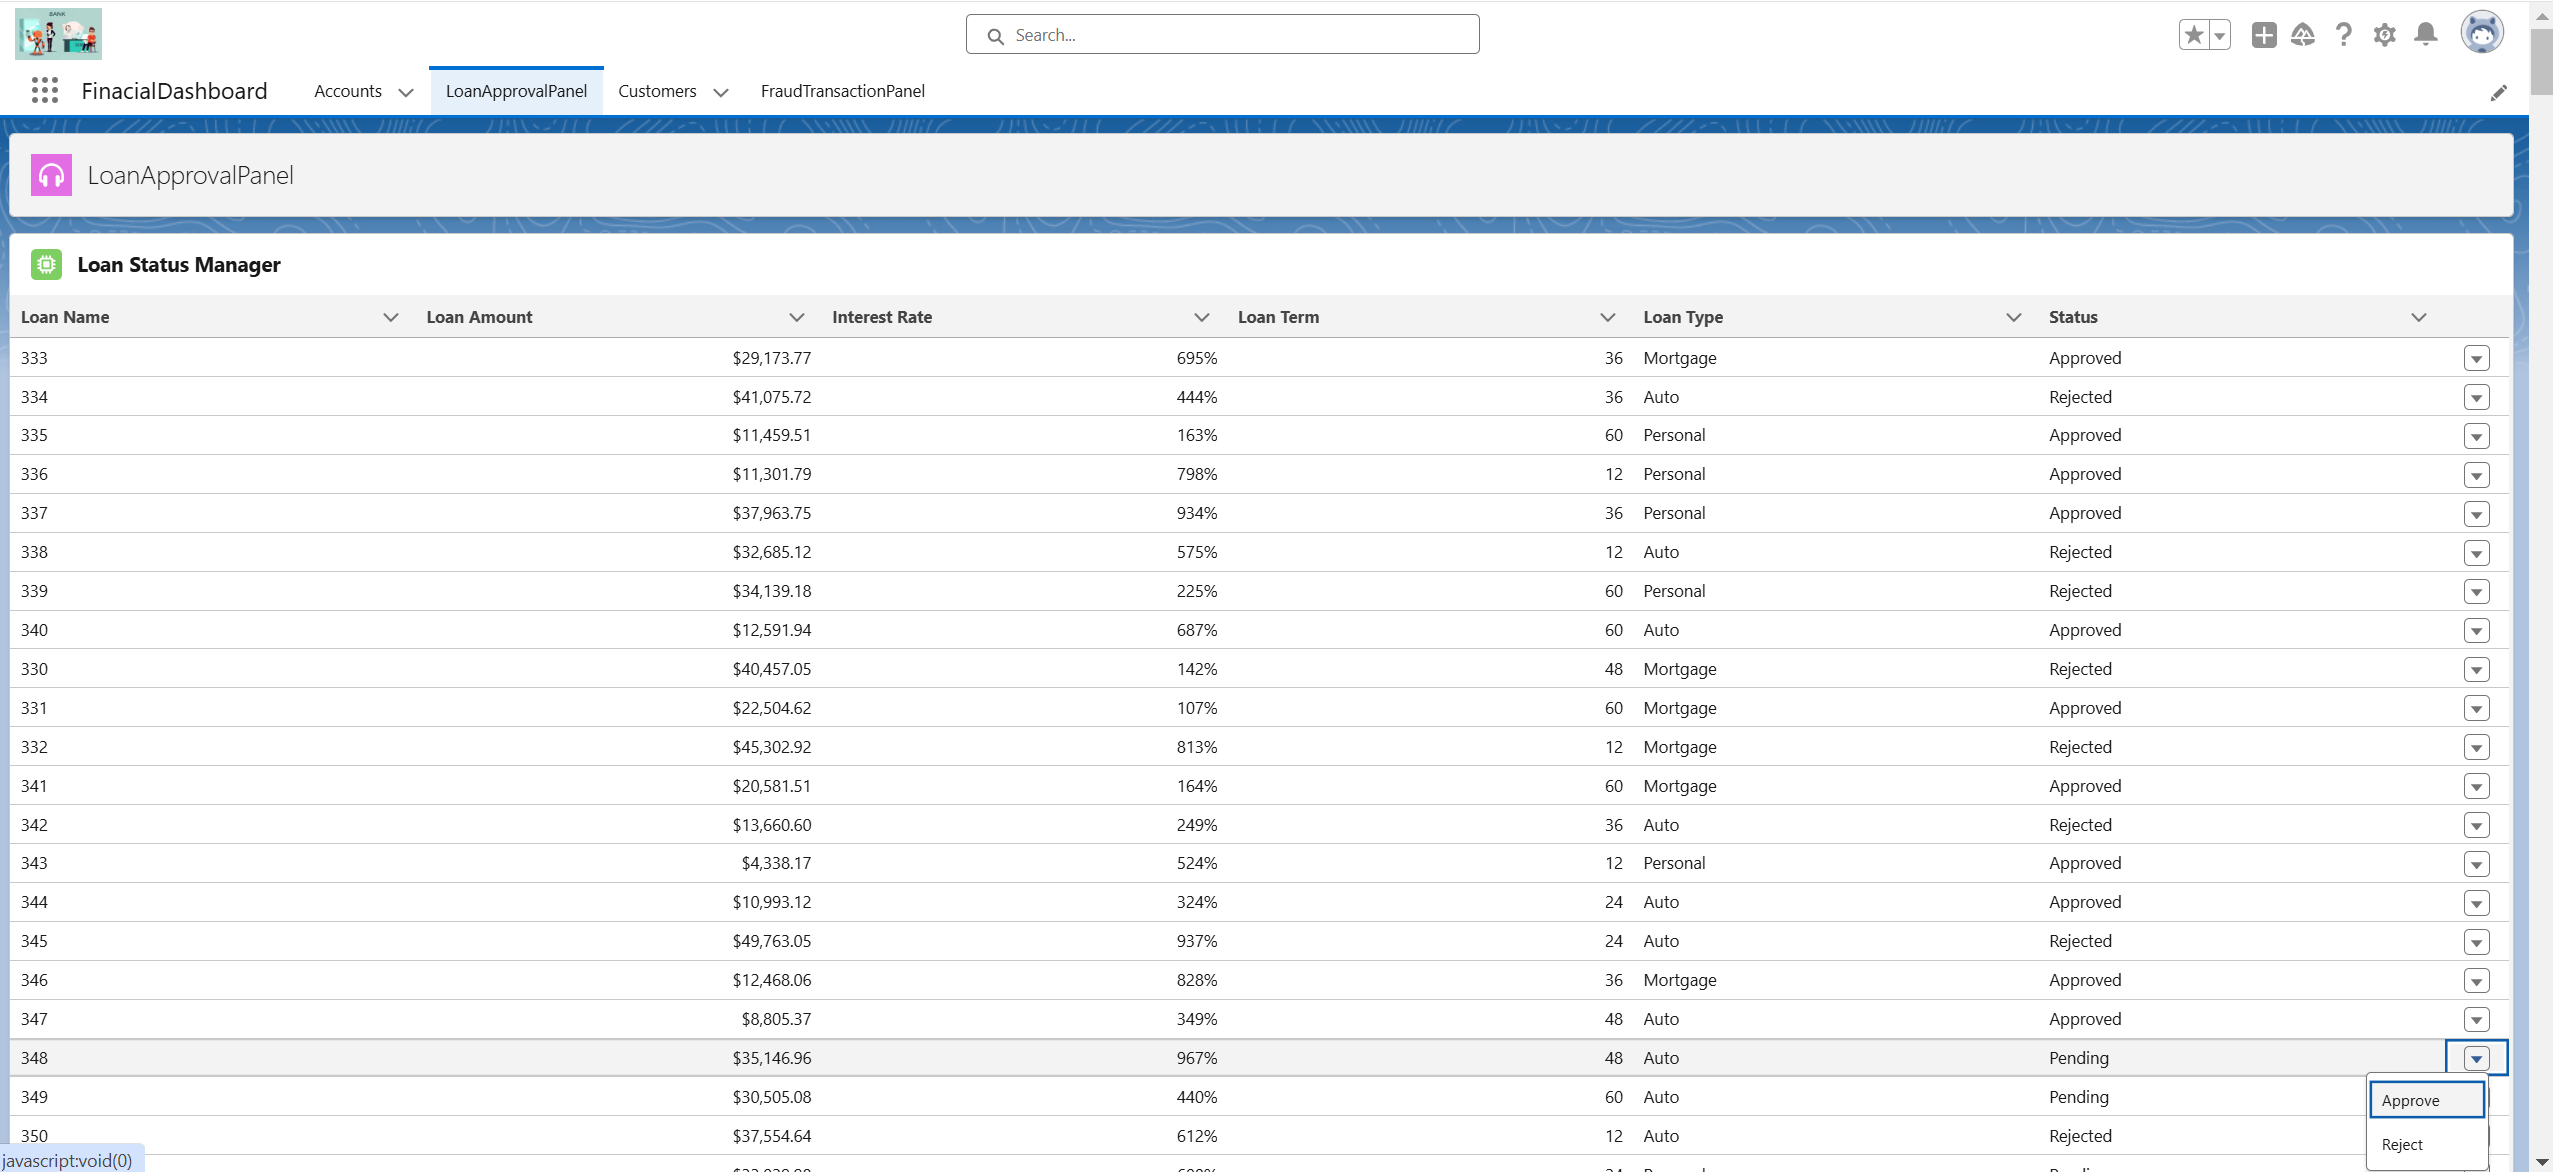 BANK
Search...
FinacialDashboard Accounts LoanApprovalPanel Customers FraudTransactionPanel
LoanApprovalPanel
Loan Status Manager
Loan Name Loan Amount Interest Rate Loan Term Loan Type Status
333 $29,173.77 695% 36 Mortgage Approved
334 $41,075.72 444% 36 Auto Rejected
335 $11,459.51 163% 60 Personal Approved
336 $11,301.79 798% 12 Personal Approved
337 $37,963.75 934% 36 Personal Approved
338 $32,685.12 575% 12 Auto Rejected
339 $34,139.18 225% 60 Personal Rejected
340 $12,591.94 687% 60 Auto Approved
330 $40,457.05 142% 48 Mortgage Rejected
331 $22,504.62 107% 60 Mortgage Approved
332 $45,302.92 813% 12 Mortgage Rejected
341 $20,581.51 164% 60 Mortgage Approved
342 $13,660.60 249% 36 Auto Rejected
343 $4,338.17 524% 12 Personal Approved
344 $10,993.12 324% 24 Auto Approved
345 $49,763.05 937% 24 Auto Rejected
346 $12,468.06 828% 36 Mortgage Approved
347 $8,805.37 349% 48 Auto Approved
348 $35,146.96 967% 48 Auto Pending
349 $30,505.08 440% 60 Auto Pending
Approve
350 $37,554.64 612% 12 Auto Rejected
Reject
javascript:void(0)